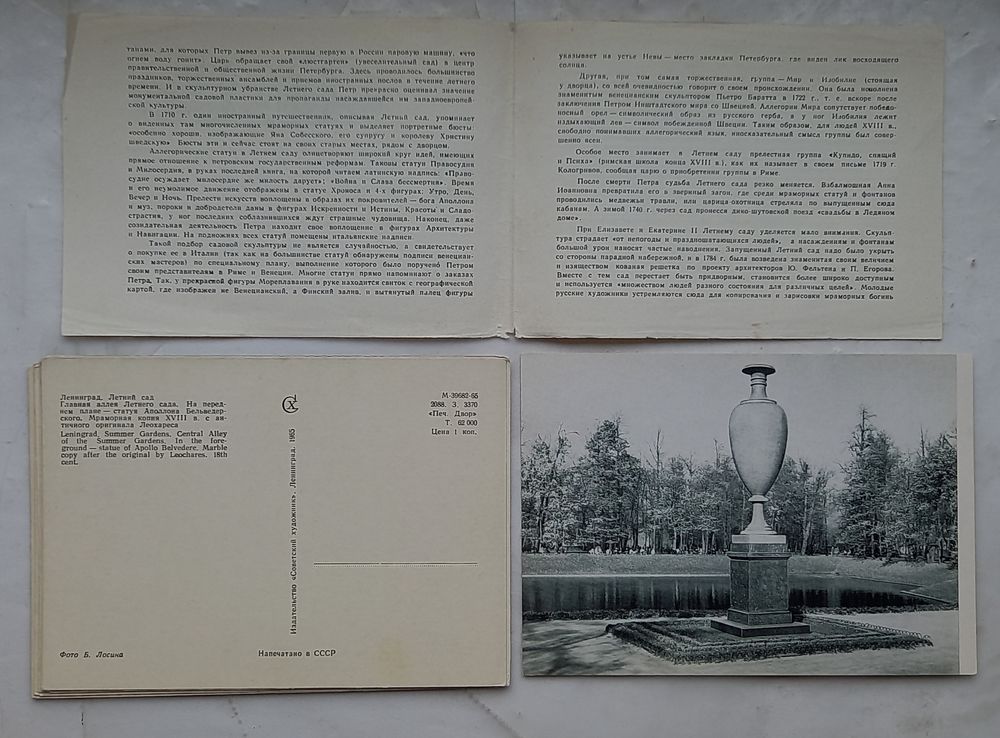 танами, для которых Петр вывез из-за границы первую в России паровую машину, «что
огнем воду гонит». Царь обращает свой «люстгартен» (увеселительный сад) в центр
правительственной и общественной жизни Петербурга. Здесь проводилось большинство
праздников, торжественных ансамблей и приемов иностранных послов в течение летнего
времени. И в скульптурном убранстве Летнего сада Петр прекрасно оценивал значение
монументальной садовой пластики для пропаганды насаждавшейся им западноевропей-
ской культуры.
В 1710 г. один иностранный путешественник, описывая Летний сад, упоминает
о виденных там многочисленных мраморных статуях и выделяет портретные бюсты:
«особенно хороши, изображающие Яна Собесского, его супругу и королеву Христину
шведскую» Бюсты эти и сейчас стоят на своих старых местах, рядом с дворцом.
Аллегорические статуи в Летнем саду олицетворяют широкий круг идей, имеющих
прямое отношение к петровским государственным реформам. Таковы статуи Правосудия
и Милосердия, в руках последней книга, на которой читаем латинскую надпись: «Право-
судие осуждает милосердие же милость дарует»; «Война и Слава бессмертна». Время
и его неумолимое движение отображены в статуе Хроноса и 4-х фигурах: Утро, День,
Вечер и Ночь. Прелести искусств воплощены в образах их покровителей — бога Аполлона
и муз, пороки и добродетели даны в фигурах Искренности и Истины, Красоты и Сладо-
страстия, у ног последних соблазнившихся ждут страшные чудовища. Наконец, даже
созидательная деятельность Петра находит свое воплощение в фигурах Архитектуры
и Навигации. На подножиях всех статуй помещены итальянские надписи.
Такой подбор садовой скульптуры не является случайностью, а свидетельствует
о покупке ее в Италии (так как на большинстве статуй обнаружены подписи венециан-
ских мастеров) по специальному плану, выполнение которого было поручено Петром
своим представителям в Риме и Венеции. Многие статуи прямо напоминают о заказах
Петра. Так, у прекрасной фигуры Мореплавания в руке находится свиток с географической
картой, где изображен не Венецианский, а Финский залив, и вытянутый палец фигуры
указывает на устье Невы — место закладки Петербурга, где виден лик восходящего
солнца.
Другая, при том самая торжественная, группа — Мир и Изобилие (стоящая
у дворца), со всей очевидностью говорит о своем происхождении. Она была исполнена
знаменитым венецианским скульптором Пьетро Баратта в 1722 г., т. е. вскоре после
заключения Петром Ништадтского мира со Швецией. Аллегории Мира сопутствует победо-
носный орел — символический образ из русского герба, а у ног Изобилия лежит
издыхающий лев — символ побежденной Швеции. Таким образом, для людей XVIII в.,
свободно понимавших аллегорический язык, иносказательный смысл группы был совер-
шенно ясен.
Особое место занимает в Летнем саду прелестная группа «Купидо, спящий
и Психа» (римская школа конца XVII в.), как их называет в своем письме 1719 г.
Кологривов, сообщая царю о приобретении группы в Риме.
После смерти Петра судьба Летнего сада резко меняется. Взбалмошная Анна
Иоанновна превратила его в зверный загон, где среди мраморных статуй и фонтанов
проводились медвежьи травли, или царица-охотница стреляла по выпущенным сюда
кабанам. А зимой 1740 г. через сад пронесся дико-шутовской поезд «свадьбы в Ледяном
доме».
При Елизавете и Екатерине II Летнему саду уделяется мало внимания. Скульп-
тура страдает «от непогоды и праздношатающихся людей», а насаждениям и фонтанам
большой урон наносят частые наводнения. Запущенный Летний сад надо было укрыть
со стороны парадной набережной, и в 1784 г. была возведена знаменитая своим величием
и изяществом кованая решетка по проекту архитекторов Ю. Фельтена и П. Егорова.
Вместе с тем сад перестает быть придворным, становится более широко доступным
и используется «множеством людей разного состояния для различных целей». Молодые
русские художники устремляются сюда для копирования и зарисовки мраморных богинь
Ленинград. Летний сад
Главная аллея Летнего сада. На перед-
нем плане — статуя Аполлона Бельведер-
ского. Мраморная копия XVIII в. с ан-
тичного оригинала Леохареса
Leningrad. Summer Gardens. Central Alley
of the Summer Gardens. In the fore-
ground — statue of Apollo Belvedere. Marble
copy after the original by Leochares. 18th
cent.
СХ
М-39682-65
2088. З. 3370
«Печ. Двор»
Т. 62 000
Цена 1 коп.
Издательство «Советский художник». Ленинград. 1965
Фото Б. Лосина
Напечатано в СССР